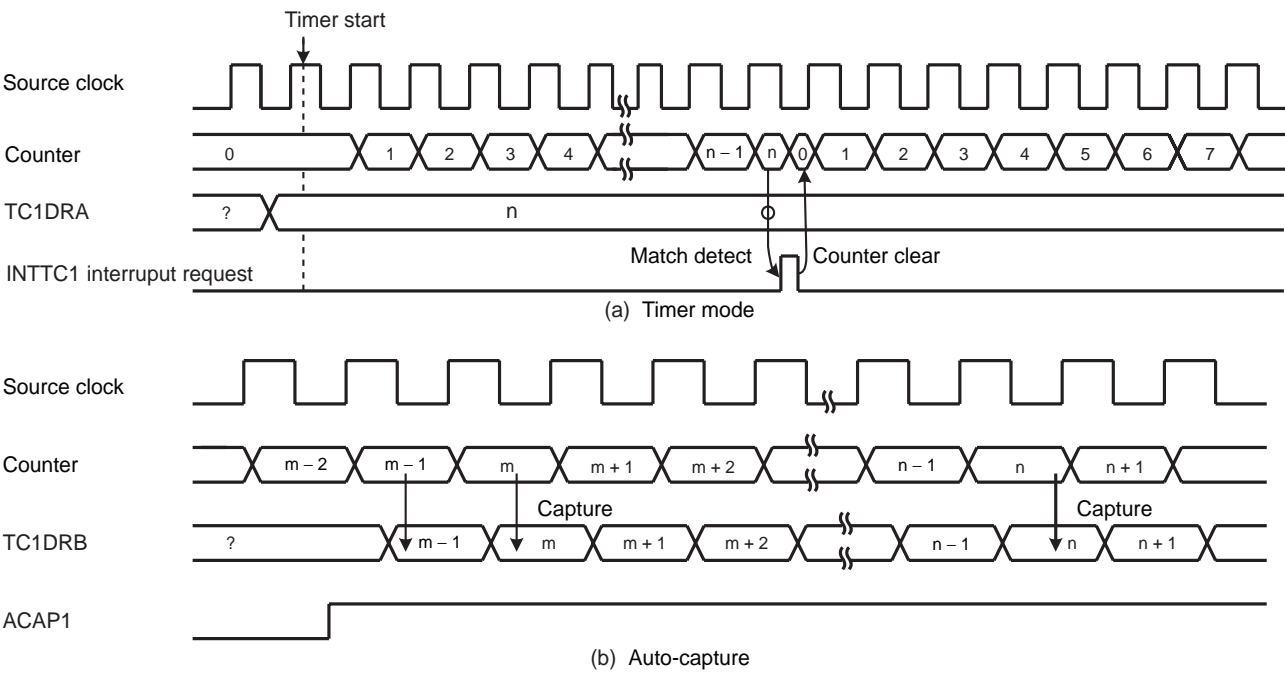 Timer start
Source clock
Counter 0 1 2 3 4 n – 1 n 0 1 2 3 4 5 6 7
TC1DRA ? n
Match detect Counter clear
INTTC1 interruput request
(a) Timer mode
Source clock
Counter m – 2 m – 1 m m + 1 m + 2 n – 1 n n + 1
Capture Capture
TC1DRB ? m – 1 m m + 1 m + 2 n – 1 n n + 1
ACAP1
(b) Auto-capture